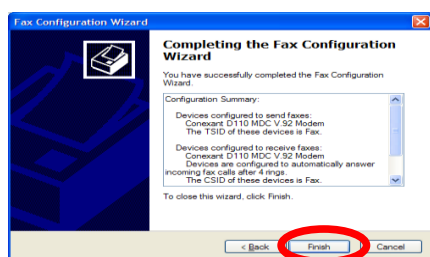 Fax Configuration Wizard
Completing the Fax Configuration
Wizard
You have successfully completed the Fax Configuration
Wizard.
Configuration Summary:
Devices configured to send faxes:
Conexant D110 MDC V.92 Modem
The TSID of these devices is Fax.
Devices configured to receive faxes:
Conexant D110 MDC V.92 Modem
Devices are configured to automatically answer
incoming fax calls after 4 rings.
The CSID of these devices is Fax.
To close this wizard, click Finish.
< Back
Finish
Cancel